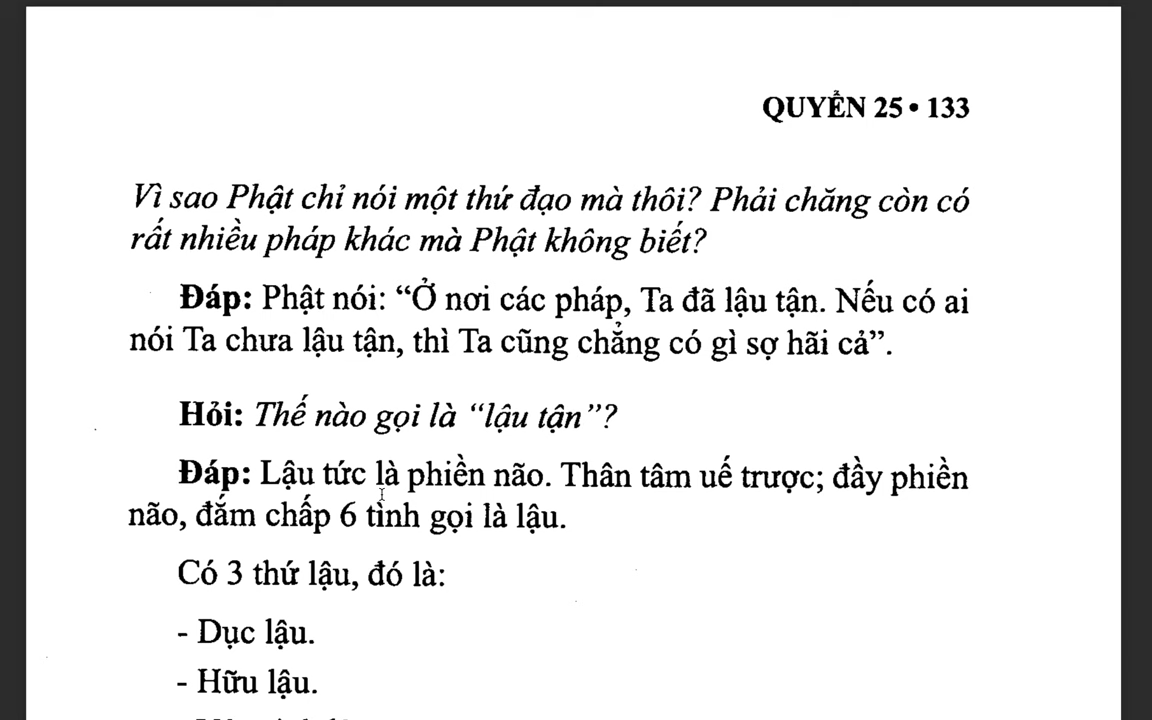 QUYỂN 25 • 133
Vì sao Phật chỉ nói một thứ đạo mà thôi? Phải chăng còn có
rất nhiều pháp khác mà Phật không biết?
Đáp: Phật nói: “Ở nơi các pháp, Ta đã lậu tận. Nếu có ai
nói Ta chưa lậu tận, thì Ta cũng chẳng có gì sợ hãi cả”.
Hỏi: Thế nào gọi là “lậu tận”?
Đáp: Lậu tức là phiền não. Thân tâm uế trược; đầy phiền
não, đắm chấp 6 tình gọi là lậu.
Có 3 thứ lậu, đó là:
- Dục lậu.
- Hữu lậu.